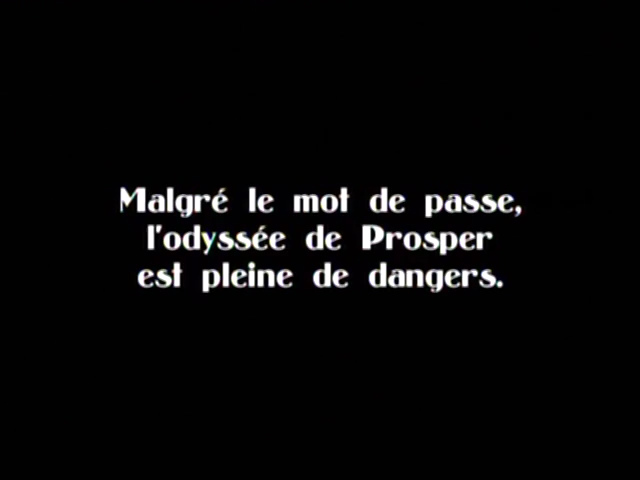 Malgré le mot de passe,
l'odyssée de Prosper
est pleine de dangers.